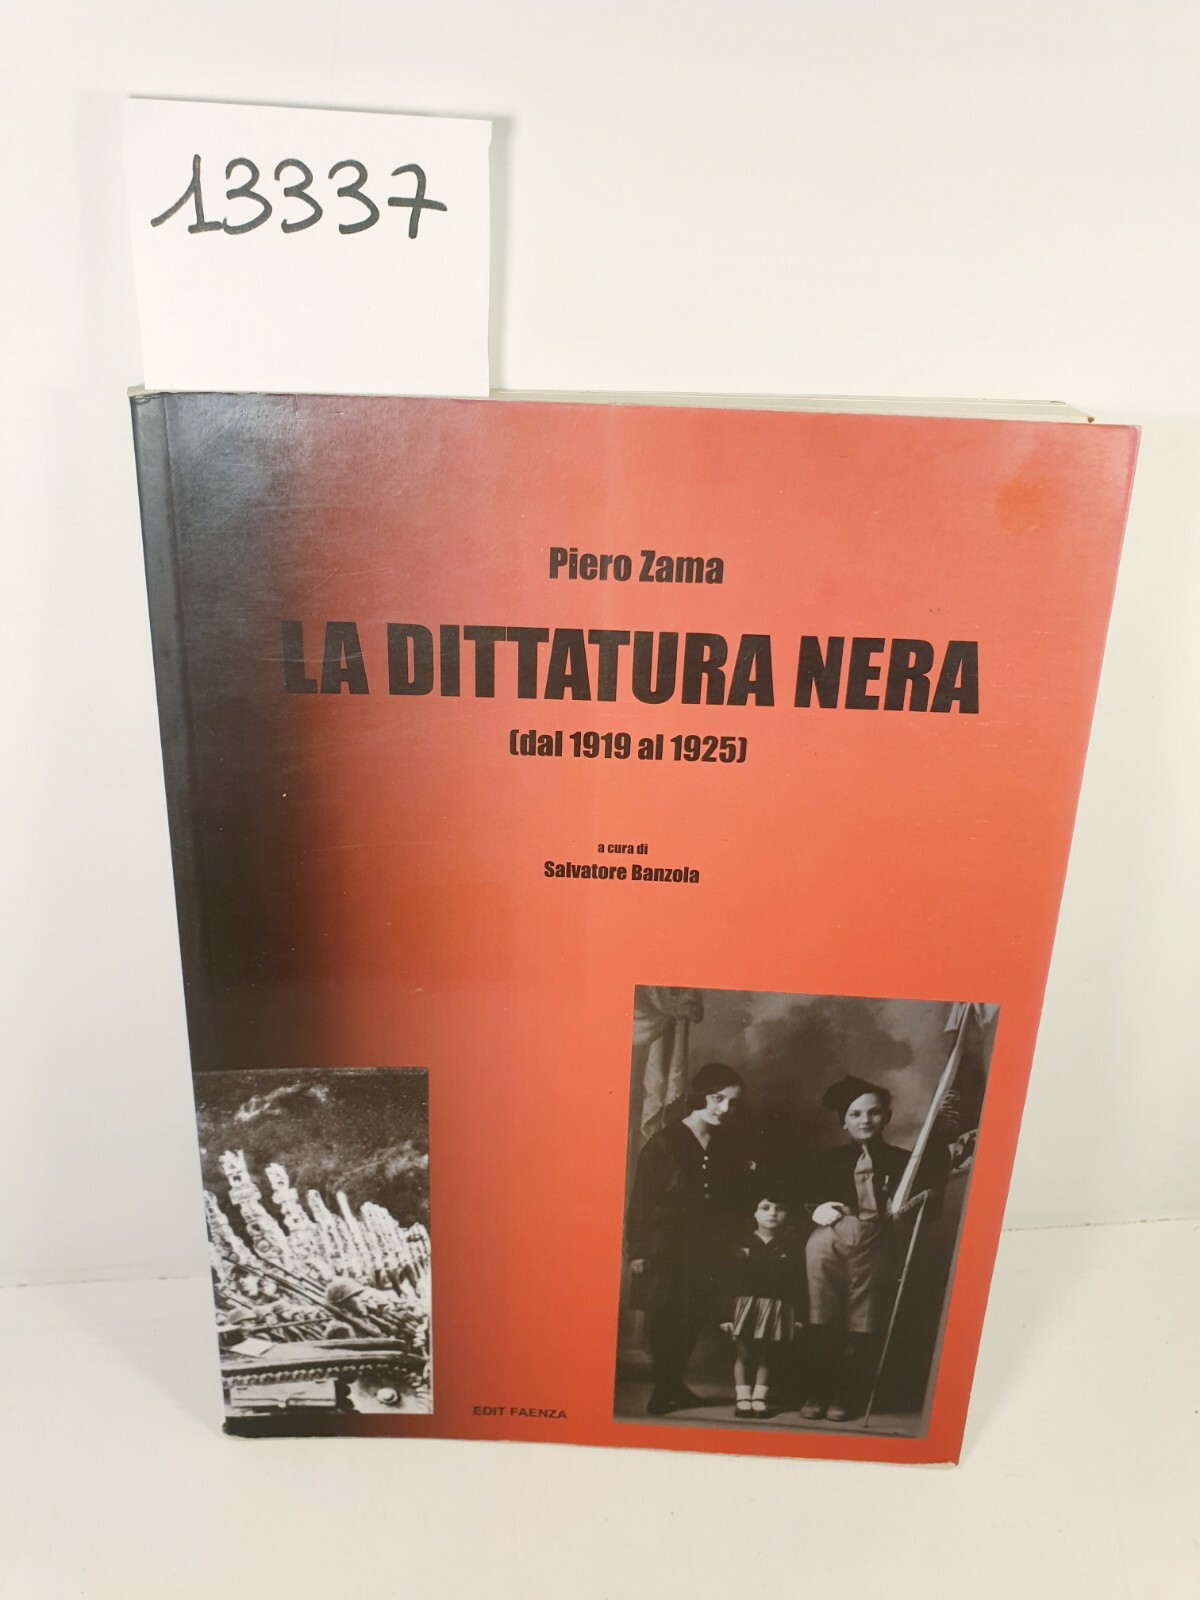 13337
Piero Zama
LA DITTATURA NERA
(dal 1919 al 1925)
a cura di
Salvatore Banzola
EDIT FAENZA